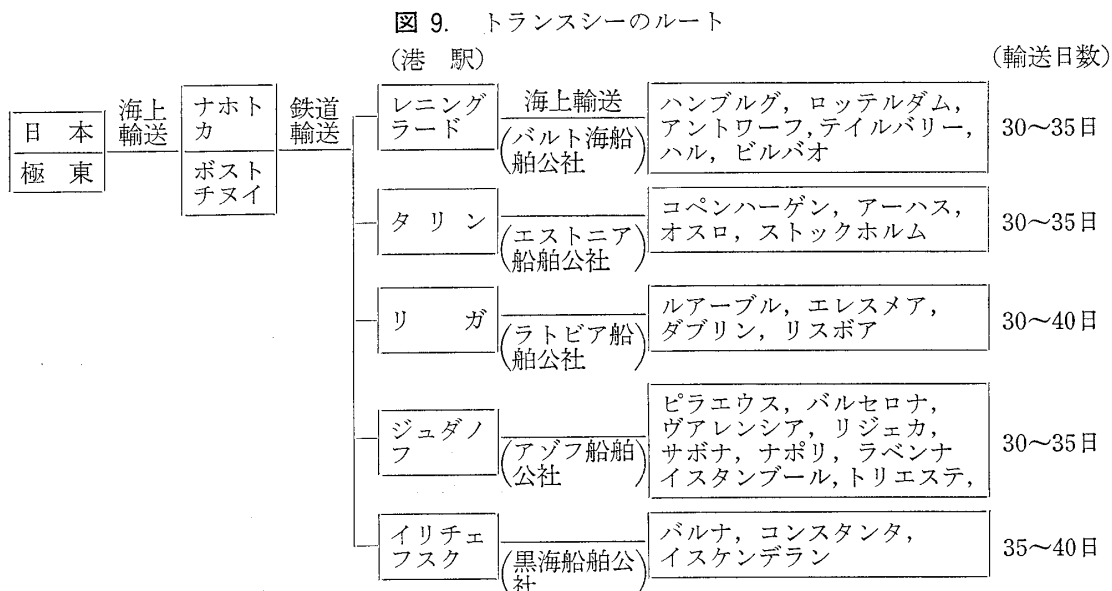 図 9. トランスシーのルート
(港 駅)
(輸送日数)
日 本
極 東
海上
輸送
ナホト
カ
ボスト
チヌイ
鉄道
輸送
レニング
ラード
海上輸送
(バルト海船
舶公社)
ハンブルグ, ロッテルダム,
アントワーフ, テイルバリー,
ハル, ビルバオ
30~35日
タ リ ン
(エストニア
船舶公社)
コペンハーゲン, アーハス,
オスロ, ストックホルム
30~35日
リ ガ
(ラトビア船
舶公社)
ルアーブル, エレスメア,
ダブリン, リスボア
30~40日
ジュダノ
フ
(アゾフ船舶
公社)
ピラエウス, バルセロナ,
ヴアレンシア, リジェカ,
サボナ, ナポリ, ラベンナ
イスタンブール, トリエステ,
30~35日
イリチェ
フスク
(黒海船舶公
社)
バルナ, コンスタンタ,
イスケンデラン
35~40日